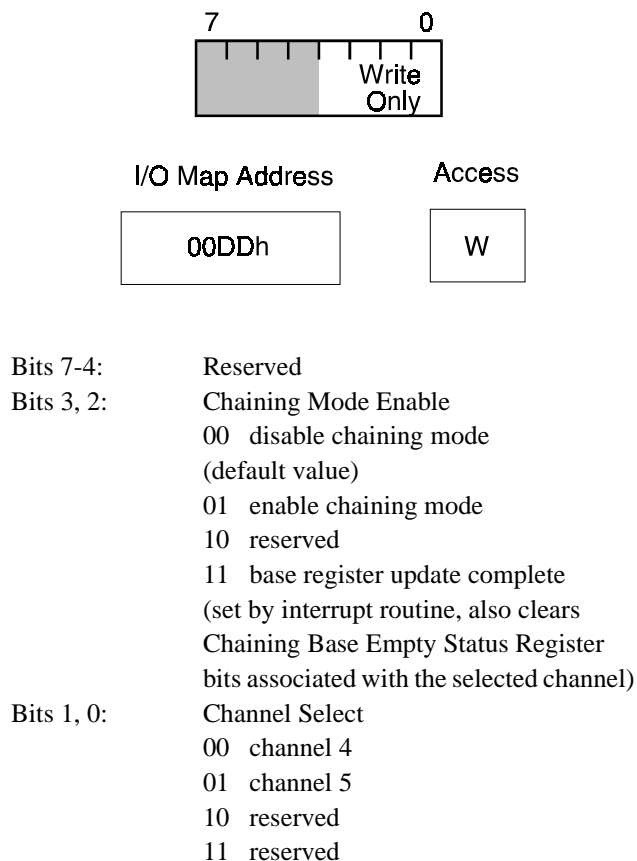 7 0
Write
Only
I/O Map Address Access
00DDh W
Bits 7-4: Reserved
Bits 3, 2: Chaining Mode Enable
00 disable chaining mode
(default value)
01 enable chaining mode
10 reserved
11 base register update complete
(set by interrupt routine, also clears
Chaining Base Empty Status Register
bits associated with the selected channel)
Bits 1, 0: Channel Select
00 channel 4
01 channel 5
10 reserved
11 reserved